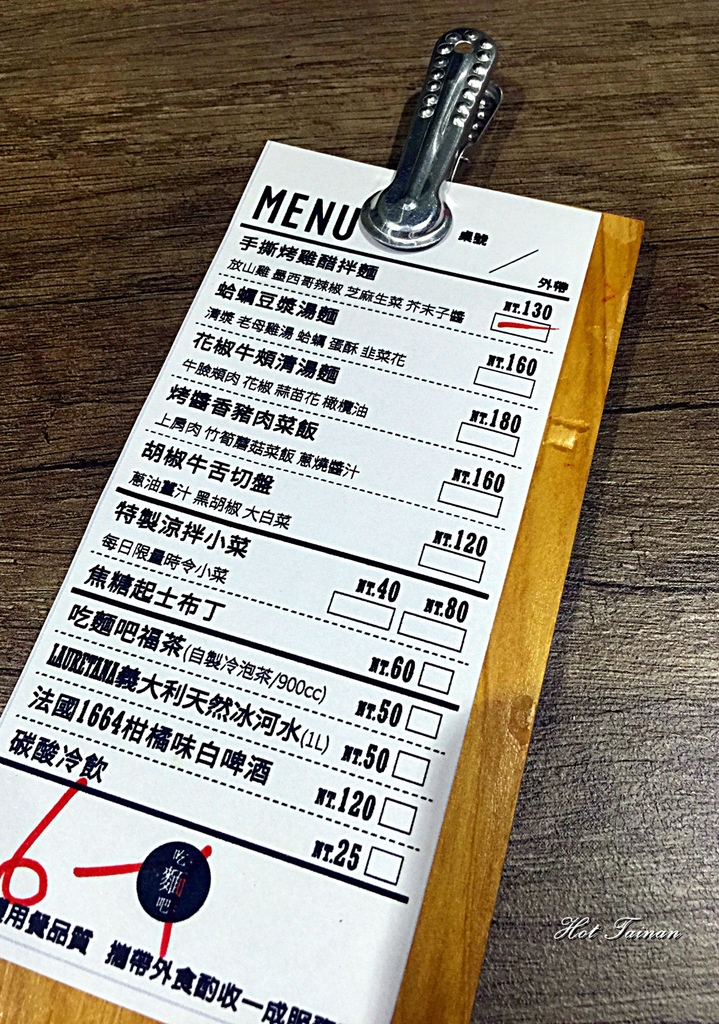 MENU 桌號 / 外帶
手撕烤雞醋拌麵
放山雞 墨西哥辣椒 芝麻生菜 芥末子醬 NT.130
蛤蠣豆漿湯麵
清漿 老母雞湯 蛤蠣 蛋酥 韭菜花 NT.160
花椒牛頰清湯麵
牛臉頰肉 花椒 蒜苗花 橄欖油 NT.180
烤醬香豬肉菜飯
上肩肉 竹筍蘑菇菜飯 蔥燒醬汁 NT.160
胡椒牛舌切盤
蔥油薑汁 黑胡椒 大白菜 NT.120
特製涼拌小菜
每日限量時令小菜 NT.40 NT.80
焦糖起士布丁 NT.60
吃麵吧福茶(自製冷泡茶/900cc) NT.50
LAURETANA義大利天然冰河水(1L) NT.50
法國1664柑橘味白啤酒 NT.120
碳酸冷飲 NT.25
吃麵吧
用餐品質 攜帶外食酌收一成服務
Hot Tainan